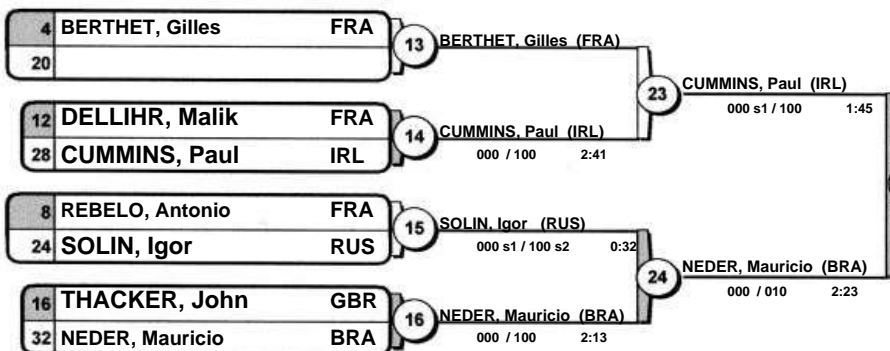 4 BERTHET, Gilles FRA
20
13 BERTHET, Gilles (FRA)
12 DELLIHR, Malik FRA
28 CUMMINS, Paul IRL
14 CUMMINS, Paul (IRL)
000 / 100 2:41
23 CUMMINS, Paul (IRL)
000 s1 / 100 1:45
8 REBELO, Antonio FRA
24 SOLIN, Igor RUS
15 SOLIN, Igor (RUS)
000 s1 / 100 s2 0:32
16 THACKER, John GBR
32 NEDER, Mauricio BRA
16 NEDER, Mauricio (BRA)
000 / 100 2:13
24 NEDER, Mauricio (BRA)
000 / 010 2:23